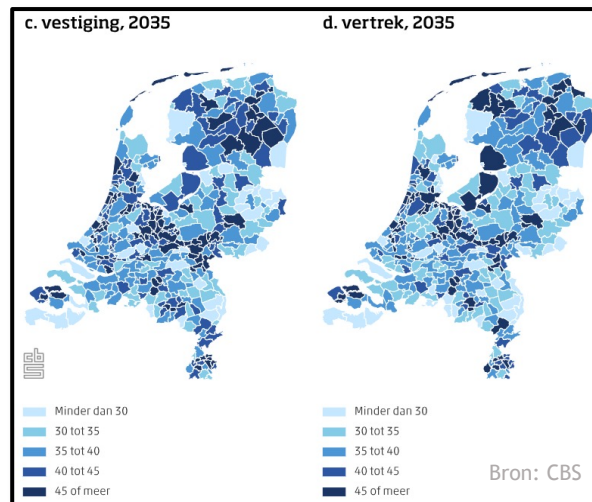 c. vestiging, 2035
d. vertrek, 2035
Minder dan 30
30 tot 35
35 tot 40
40 tot 45
45 of meer
Minder dan 30
30 tot 35
35 tot 40
40 tot 45
45 of meer
Bron: CBS
cbs